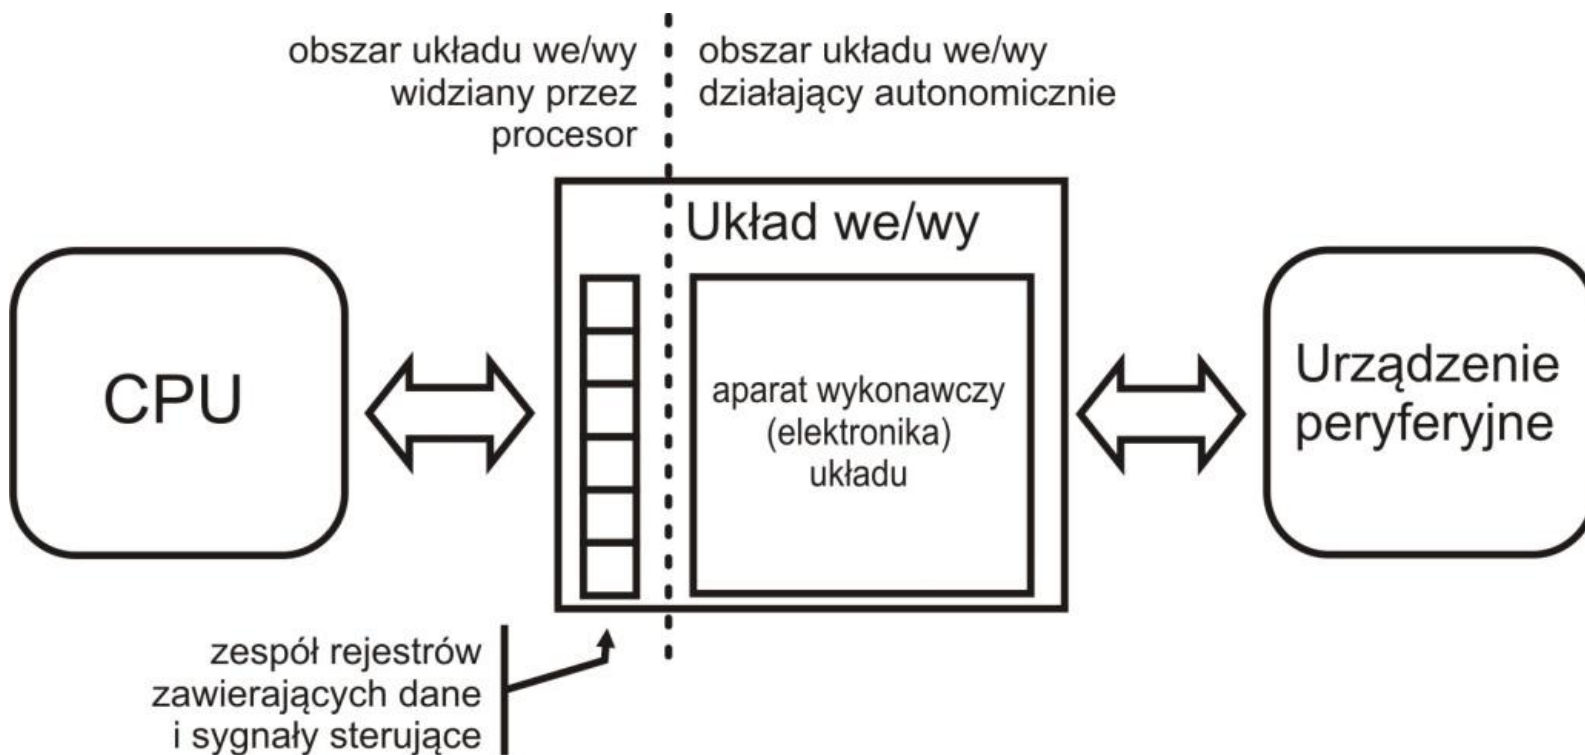 obszar układu we/wy
widziany przez
procesor
obszar układu we/wy
działający autonomicznie
Układ we/wy
CPU
aparat wykonawczy
(elektronika)
układu
Urządzenie
peryferyjne
zespół rejestrów
zawierających dane
i sygnały sterujące